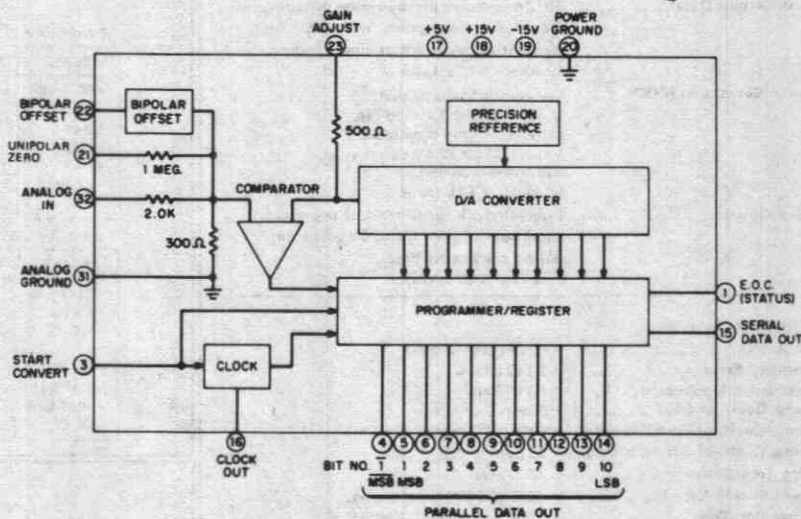 GAIN
ADJUST
23
+5V
17
+15V
18
-15V
19
POWER
GROUND
20
BIPOLAR
OFFSET
22
BIPOLAR
OFFSET
UNIPOLAR
ZERO
21
1 MEG.
ANALOG
IN
32
2.0K
COMPARATOR
500 Ω
PRECISION
REFERENCE
D/A CONVERTER
300 Ω
ANALOG
GROUND
31
PROGRAMMER/REGISTER
1
E.O.C.
(STATUS)
15
SERIAL
DATA OUT
START
CONVERT
3
CLOCK
16
CLOCK
OUT
4 5 6 7 8 9 10 11 12 13 14
BIT NO. 1̅ 1 2 3 4 5 6 7 8 9 10
M̅S̅B̅ MSB LSB
PARALLEL DATA OUT